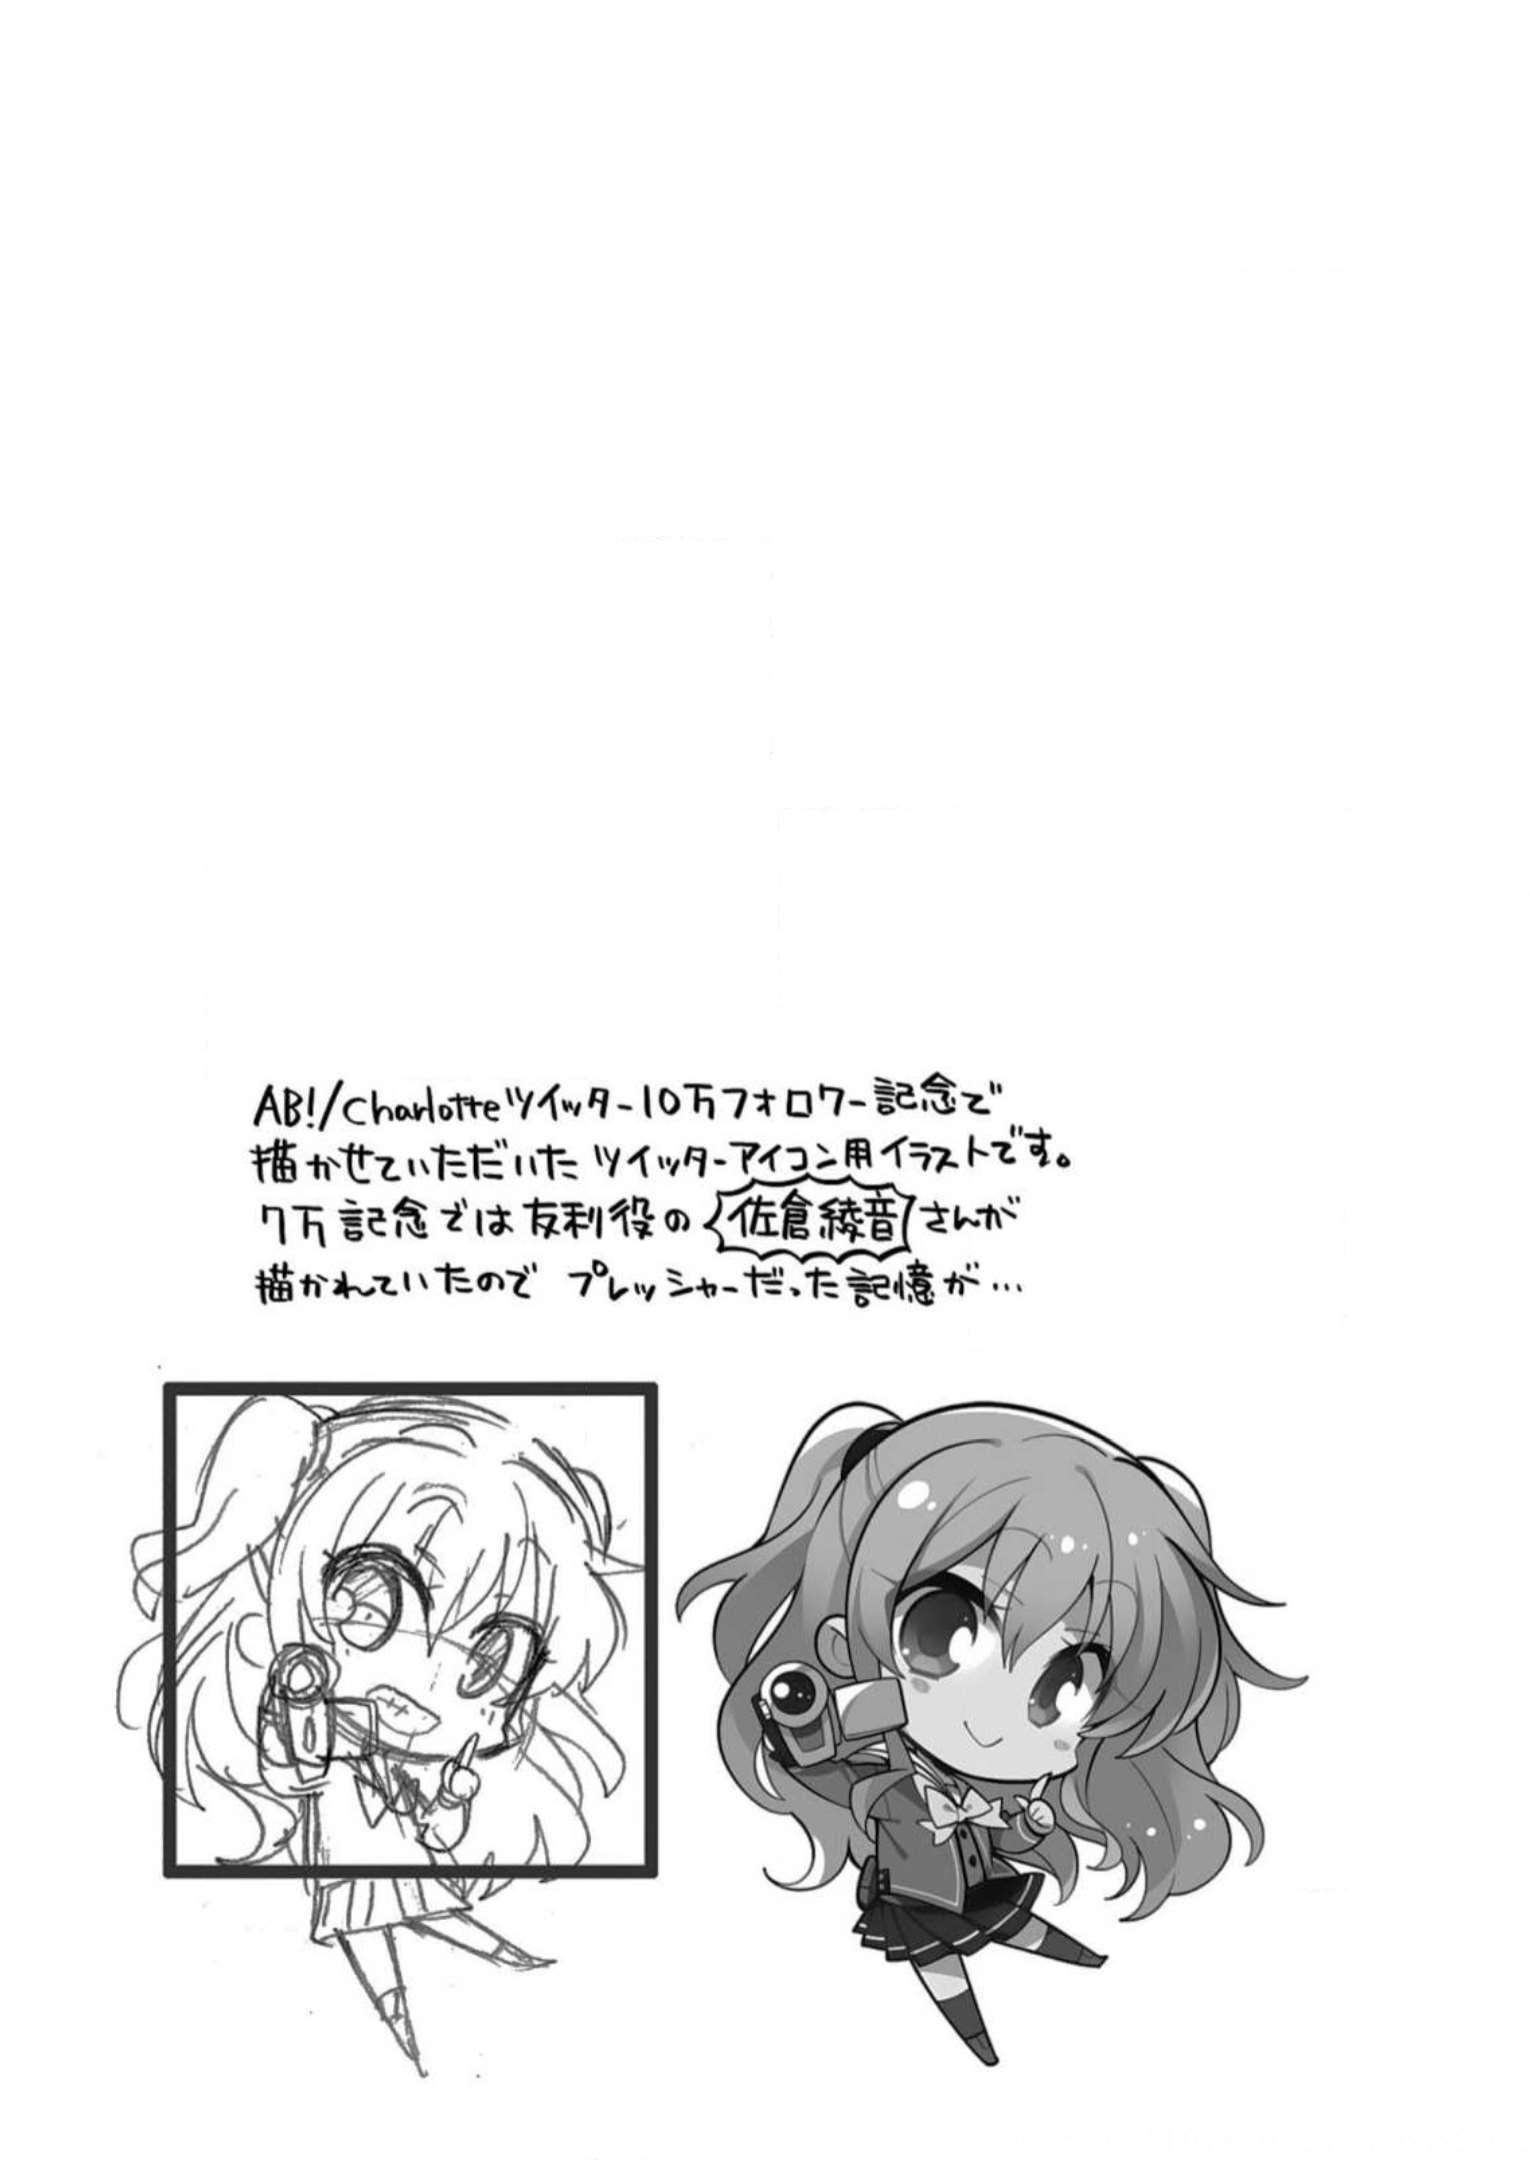 AB!/Charlotteツイッター10万フォロワー記念で
描かせていただいたツイッターアイコン用イラストです。
7万記念では友利役の佐倉綾音さんが
描かれていたのでプレッシャーだった記憶が…